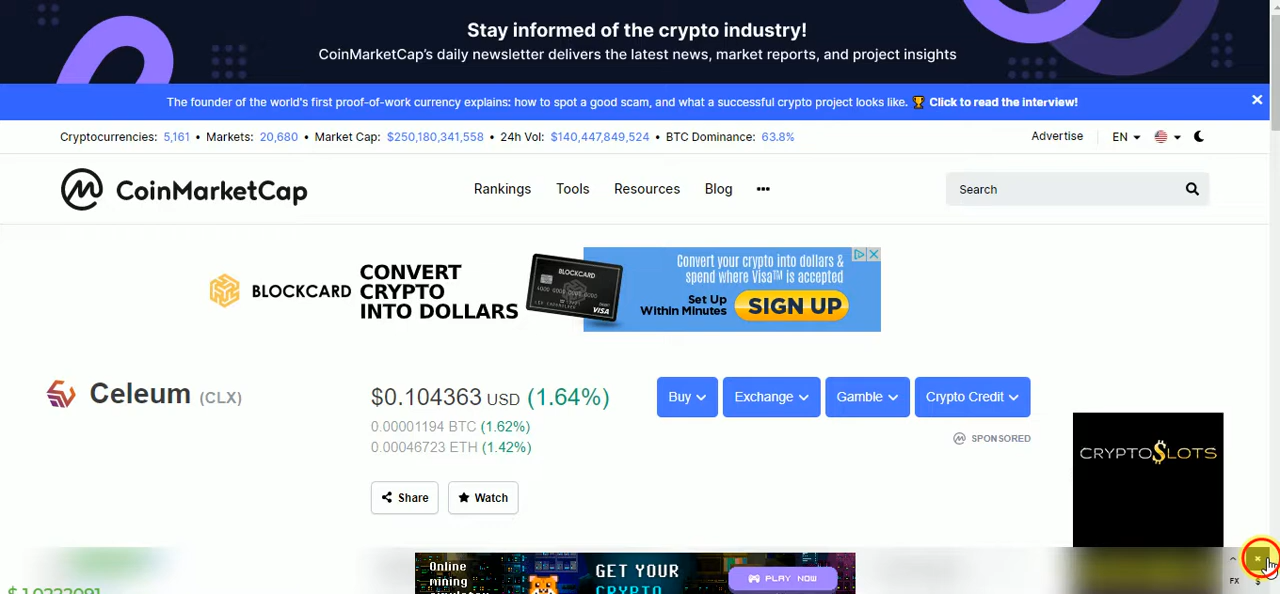 Stay informed of the crypto industry!
CoinMarketCap's daily newsletter delivers the latest news, market reports, and project insights
The founder of the world's first proof-of-work currency explains: how to spot a good scam, and what a successful crypto project looks like. 🏆 Click to read the interview!
Cryptocurrencies: 5,161 • Markets: 20,680 • Market Cap: $250,180,341,558 • 24h Vol: $140,447,849,524 • BTC Dominance: 63.8%
Advertise
EN
CoinMarketCap
Rankings Tools Resources Blog •••
Search
BLOCKCARD
CONVERT
CRYPTO
INTO DOLLARS
BLOCKCARD
VISA
Convert your crypto into dollars &
spend where Visa™ is accepted
Set Up
Within Minutes
SIGN UP
Celeum (CLX)
$0.104363 USD (1.64%)
0.00001194 BTC (1.62%)
0.00046723 ETH (1.42%)
Buy Exchange Gamble Crypto Credit
SPONSORED
Share Watch
CRYPTO$LOTS
Online
mining
GET YOUR
CRYPTO
PLAY NOW
FX $